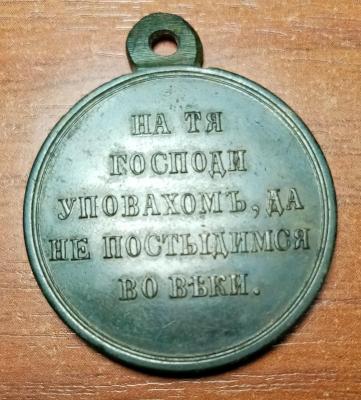 НА ТЯ
ГОСПОДИ
УПОВАХОМЪ, ДА
НЕ ПОСТЫДИМСЯ
ВО ВѢКИ.